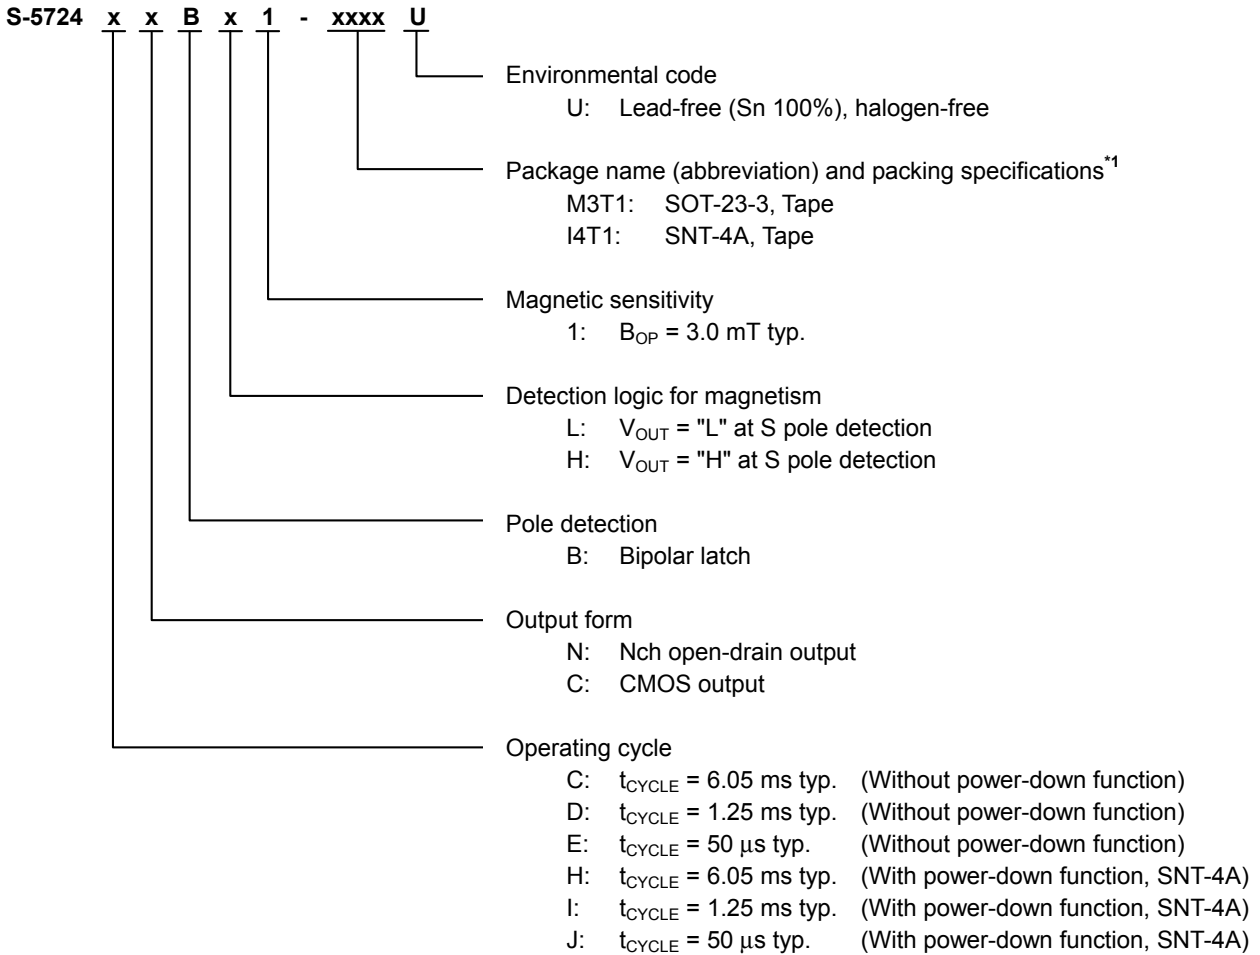 S-5724 x x B x 1 - xxxx U
Environmental code
U: Lead-free (Sn 100%), halogen-free
Package name (abbreviation) and packing specifications*1
M3T1: SOT-23-3, Tape
I4T1: SNT-4A, Tape
Magnetic sensitivity
1: BOP = 3.0 mT typ.
Detection logic for magnetism
L: VOUT = "L" at S pole detection
H: VOUT = "H" at S pole detection
Pole detection
B: Bipolar latch
Output form
N: Nch open-drain output
C: CMOS output
Operating cycle
C: tCYCLE = 6.05 ms typ. (Without power-down function)
D: tCYCLE = 1.25 ms typ. (Without power-down function)
E: tCYCLE = 50 μs typ. (Without power-down function)
H: tCYCLE = 6.05 ms typ. (With power-down function, SNT-4A)
I: tCYCLE = 1.25 ms typ. (With power-down function, SNT-4A)
J: tCYCLE = 50 μs typ. (With power-down function, SNT-4A)